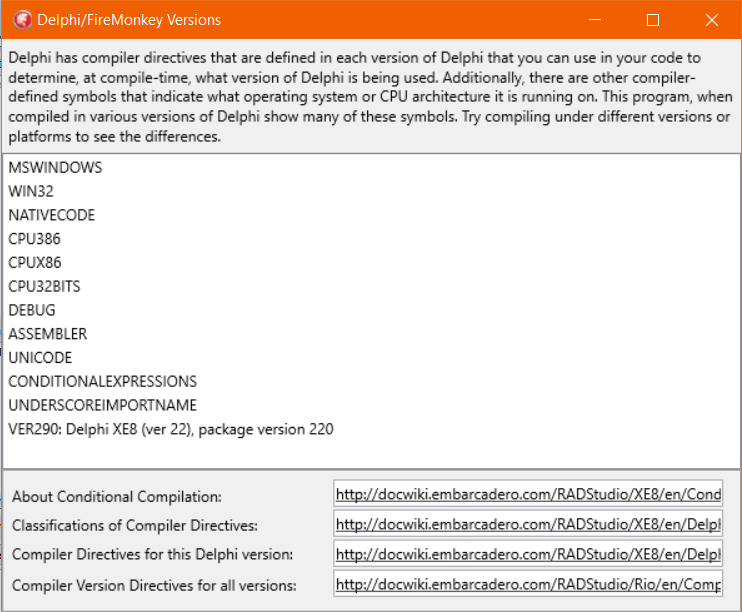 Delphi/FireMonkey Versions
Delphi has compiler directives that are defined in each version of Delphi that you can use in your code to
determine, at compile-time, what version of Delphi is being used. Additionally, there are other compiler-
defined symbols that indicate what operating system or CPU architecture it is running on. This program, when
compiled in various versions of Delphi show many of these symbols. Try compiling under different versions or
platforms to see the differences.
MSWINDOWS
WIN32
NATIVECODE
CPU386
CPUX86
CPU32BITS
DEBUG
ASSEMBLER
UNICODE
CONDITIONALEXPRESSIONS
UNDERSCOREIMPORTNAME
VER290: Delphi XE8 (ver 22), package version 220
About Conditional Compilation: http://docwiki.embarcadero.com/RADStudio/XE8/en/Cond
Classifications of Compiler Directives: http://docwiki.embarcadero.com/RADStudio/XE8/en/Delph
Compiler Directives for this Delphi version: http://docwiki.embarcadero.com/RADStudio/XE8/en/Delph
Compiler Version Directives for all versions: http://docwiki.embarcadero.com/RADStudio/Rio/en/Comp